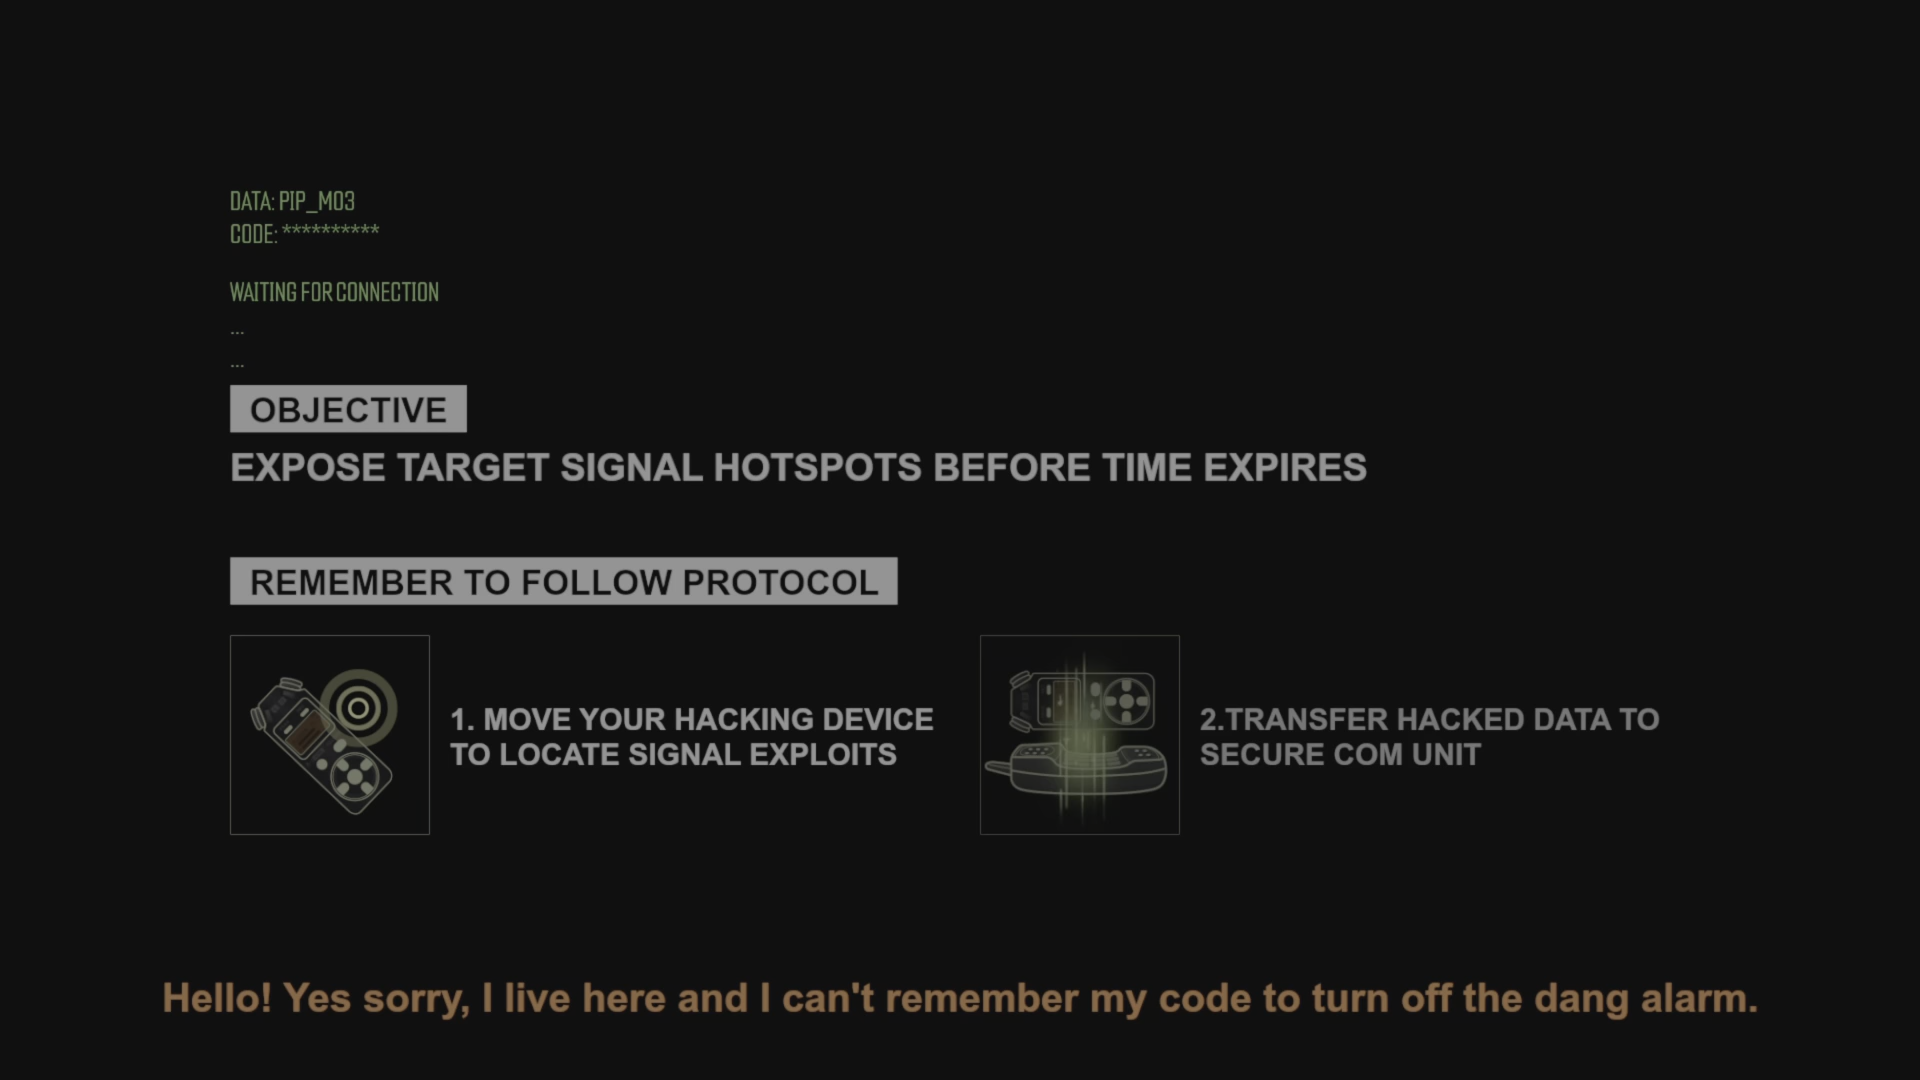 DATA: PIP_M03
CODE: **********
WAITING FOR CONNECTION
...
...
OBJECTIVE
EXPOSE TARGET SIGNAL HOTSPOTS BEFORE TIME EXPIRES
REMEMBER TO FOLLOW PROTOCOL
1. MOVE YOUR HACKING DEVICE
TO LOCATE SIGNAL EXPLOITS
2.TRANSFER HACKED DATA TO
SECURE COM UNIT
Hello! Yes sorry, I live here and I can't remember my code to turn off the dang alarm.